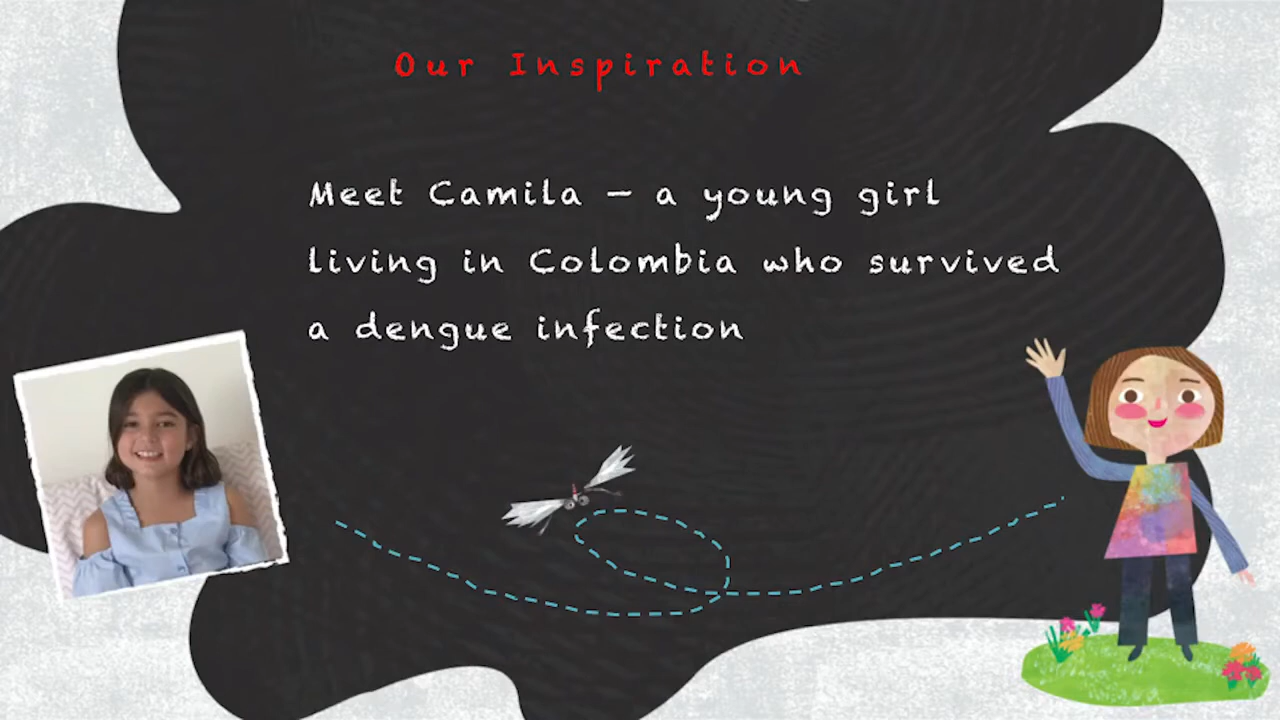 Our Inspiration
Meet Camila – a young girl
living in Colombia who survived
a dengue infection